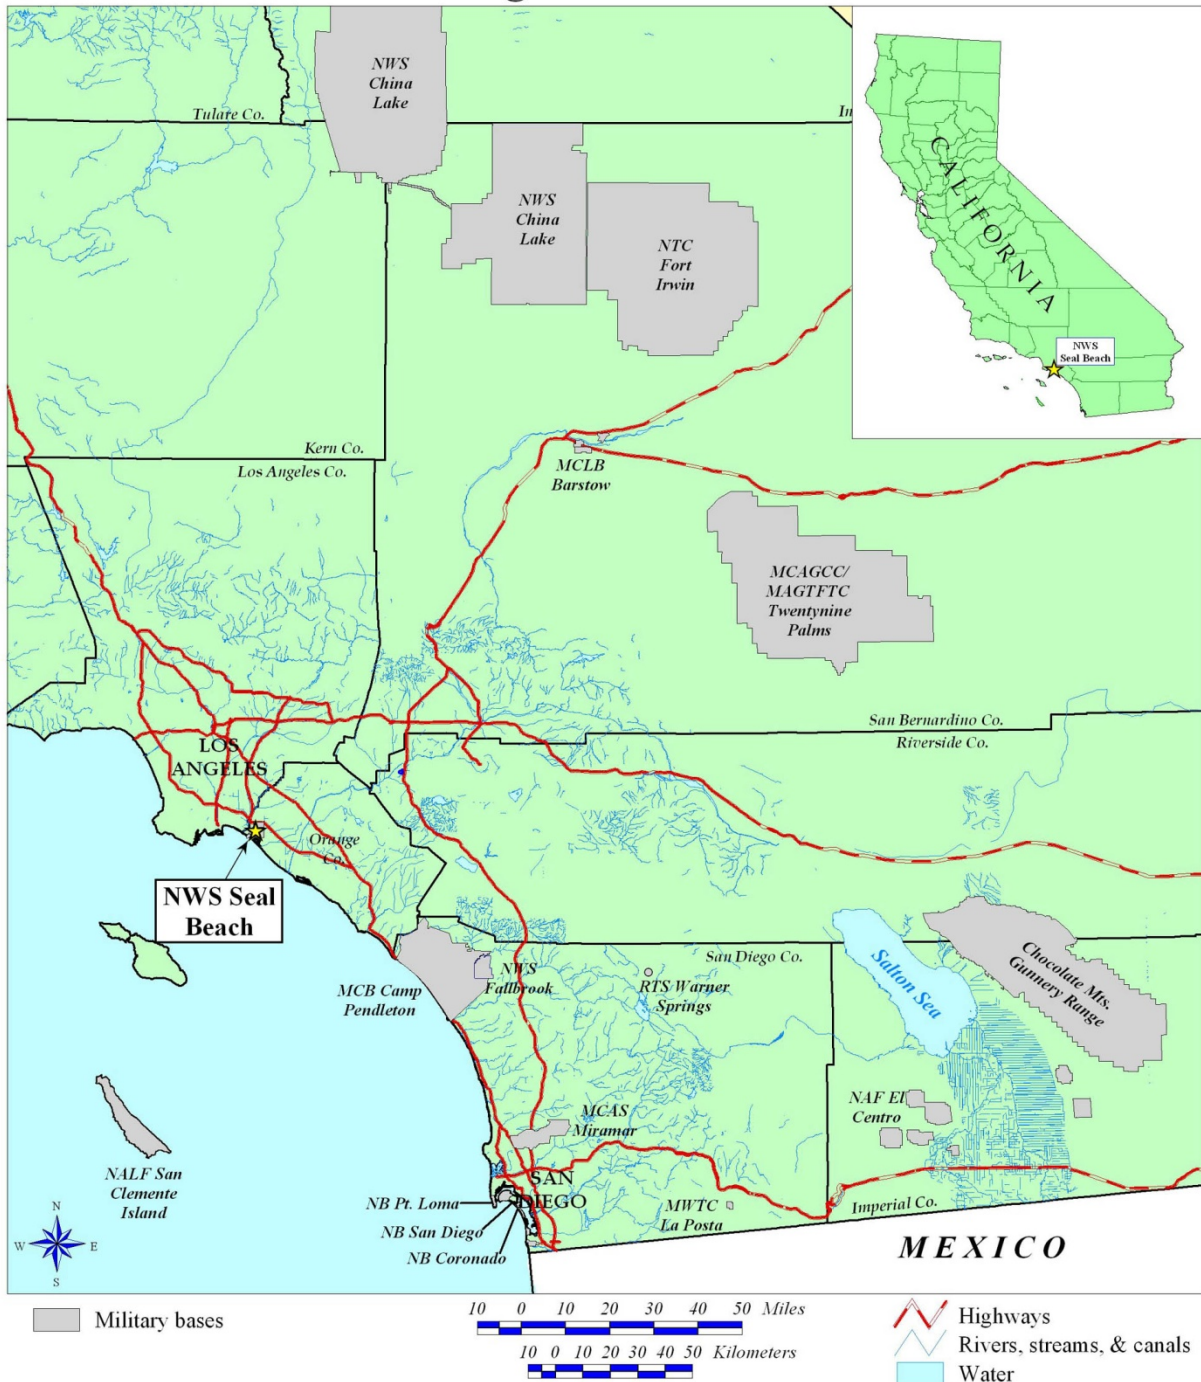 NWS
China
Lake
Tulare Co.
In
NWS
China
Lake
NTC
Fort
Irwin
CALIFORNIA
NWS
Seal Beach
Kern Co.
Los Angeles Co.
MCLB
Barstow
MCAGCC/
MAGTFTC
Twentynine
Palms
San Bernardino Co.
Riverside Co.
LOS
ANGELES
Orange
Co.
NWS Seal
Beach
San Diego Co.
Salton Sea
Chocolate Mts.
Gunnery Range
NWS
Fallbrook
RTS Warner
Springs
MCB Camp
Pendleton
NAF El
Centro
MCAS
Miramar
NALF San
Clemente
Island
SAN
DIEGO
NB Pt. Loma
NB San Diego
NB Coronado
MWTC
La Posta
Imperial Co.
MEXICO
N
W E
S
Military bases
10 0 10 20 30 40 50 Miles
10 0 10 20 30 40 50 Kilometers
Highways
Rivers, streams, & canals
Water